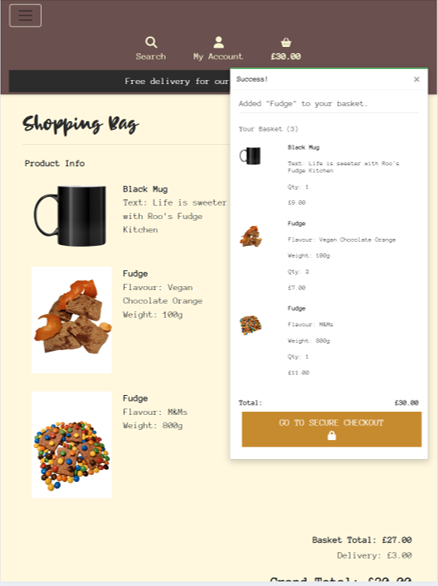 Search
My Account
£30.00
Free delivery for our
Shopping Bag
Product Info
Black Mug
Text: Life is sweeter
with Roo's Fudge
Kitchen
Fudge
Flavour: Vegan
Chocolate Orange
Weight: 100g
Fudge
Flavour: M&Ms
Weight: 800g
Success!
×
Added "Fudge" to your basket.
Your Basket (3)
Black Mug
Text: Life is sweeter with Roo's
Fudge Kitchen
Qty: 1
£9.00
Fudge
Flavour: Vegan Chocolate Orange
Weight: 100g
Qty: 2
£7.00
Fudge
Flavour: M&Ms
Weight: 800g
Qty: 1
£11.00
Total: £30.00
GO TO SECURE CHECKOUT
Basket Total: £27.00
Delivery: £3.00
Grand Total: £30.00